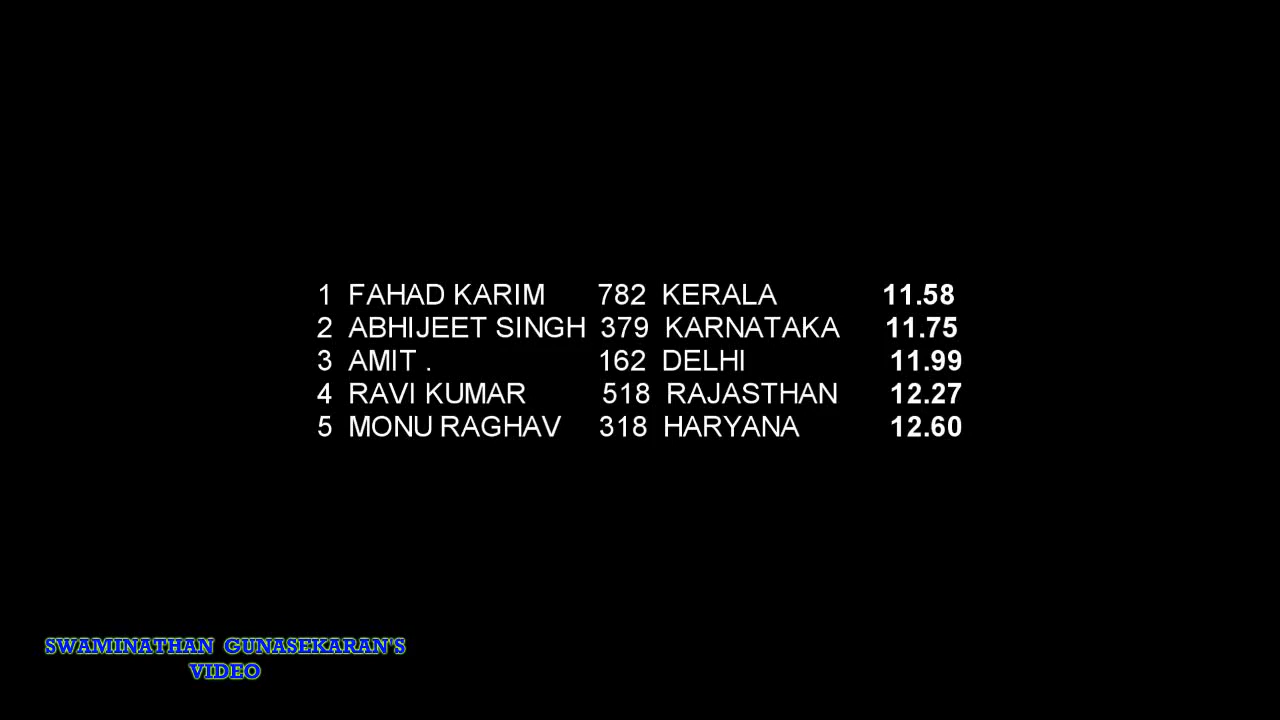 1 FAHAD KARIM 782 KERALA 11.58
2 ABHIJEET SINGH 379 KARNATAKA 11.75
3 AMIT . 162 DELHI 11.99
4 RAVI KUMAR 518 RAJASTHAN 12.27
5 MONU RAGHAV 318 HARYANA 12.60
SWAMINATHAN GUNASEKARAN'S
VIDEO